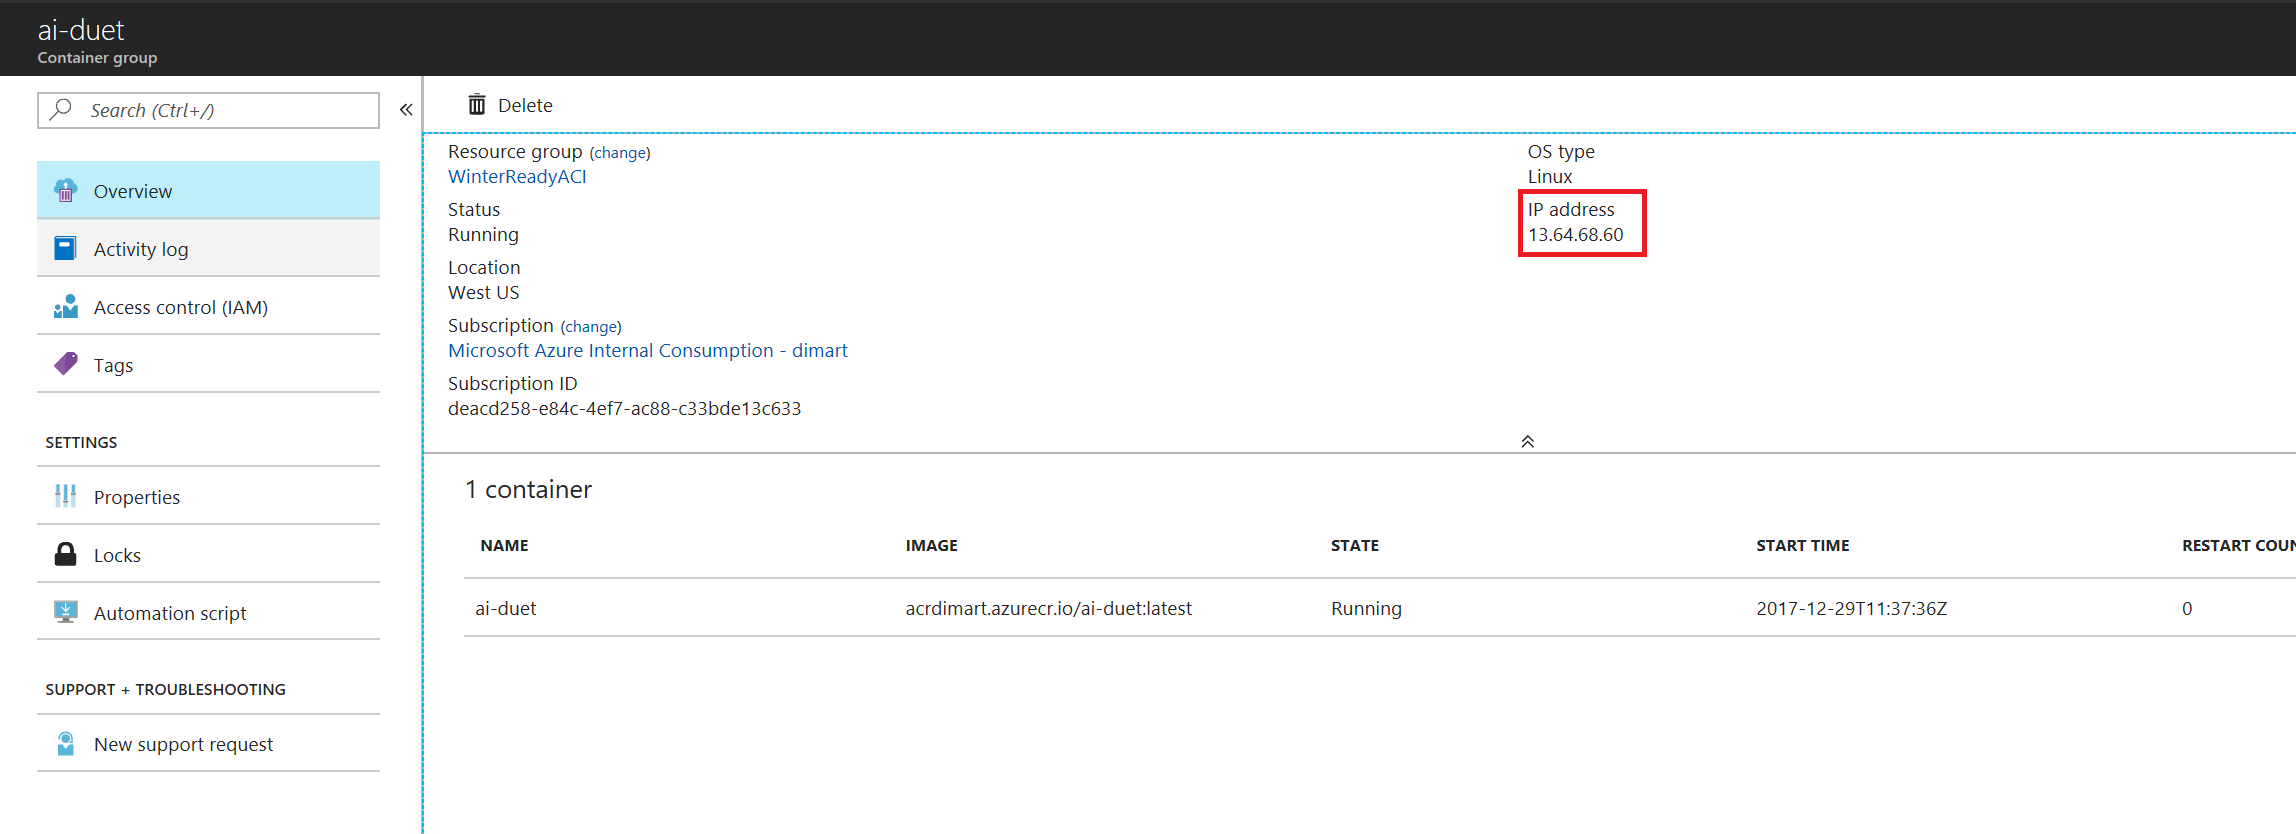 ai-duet
Container group
Search (Ctrl+/)
«
Delete
Overview
Activity log
Access control (IAM)
Tags
SETTINGS
Properties
Locks
Automation script
SUPPORT + TROUBLESHOOTING
New support request
Resource group (change)
WinterReadyACI
Status
Running
Location
West US
Subscription (change)
Microsoft Azure Internal Consumption - dimart
Subscription ID
deacd258-e84c-4ef7-ac88-c33bde13c633
OS type
Linux
IP address
13.64.68.60
1 container
NAME IMAGE STATE START TIME RESTART COUN
ai-duet acrdimart.azurecr.io/ai-duet:latest Running 2017-12-29T11:37:36Z 0